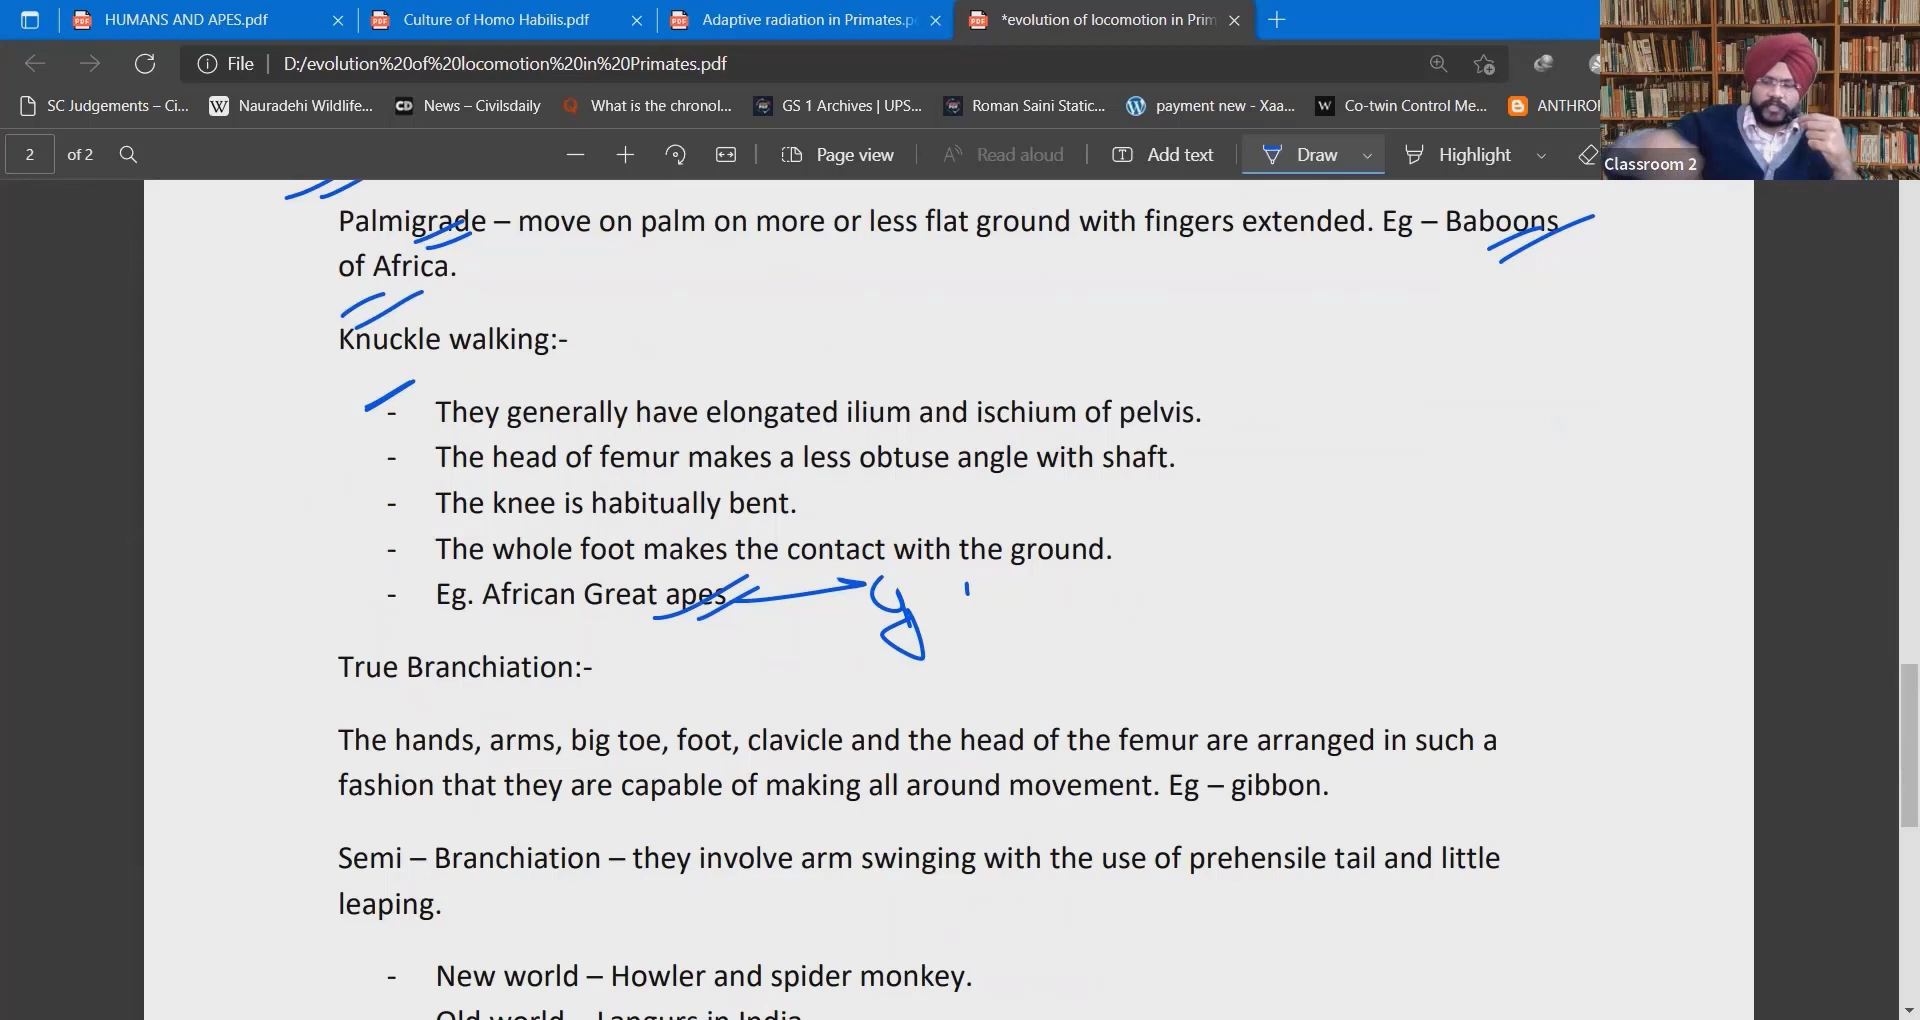 HUMANS AND APES.pdf
Culture of Homo Habilis.pdf
Adaptive radiation in Primates.p
*evolution of locomotion in Prim
File
D:/evolution%20of%20locomotion%20in%20Primates.pdf
SC Judgements – Ci...
Nauradehi Wildlife...
CD
News – Civilsdaily
What is the chronol...
GS 1 Archives | UPS...
Roman Saini Static...
payment new - Xaa...
Co-twin Control Me...
ANTHRO
2
of 2
Page view
Read aloud
Add text
Draw
Highlight
Classroom 2
Palmigrade – move on palm on more or less flat ground with fingers extended. Eg – Baboons
of Africa.
Knuckle walking:-
- They generally have elongated ilium and ischium of pelvis.
- The head of femur makes a less obtuse angle with shaft.
- The knee is habitually bent.
- The whole foot makes the contact with the ground.
- Eg. African Great apes
True Branchiation:-
The hands, arms, big toe, foot, clavicle and the head of the femur are arranged in such a
fashion that they are capable of making all around movement. Eg – gibbon.
Semi – Branchiation – they involve arm swinging with the use of prehensile tail and little
leaping.
- New world – Howler and spider monkey.
Old world – Langurs in India